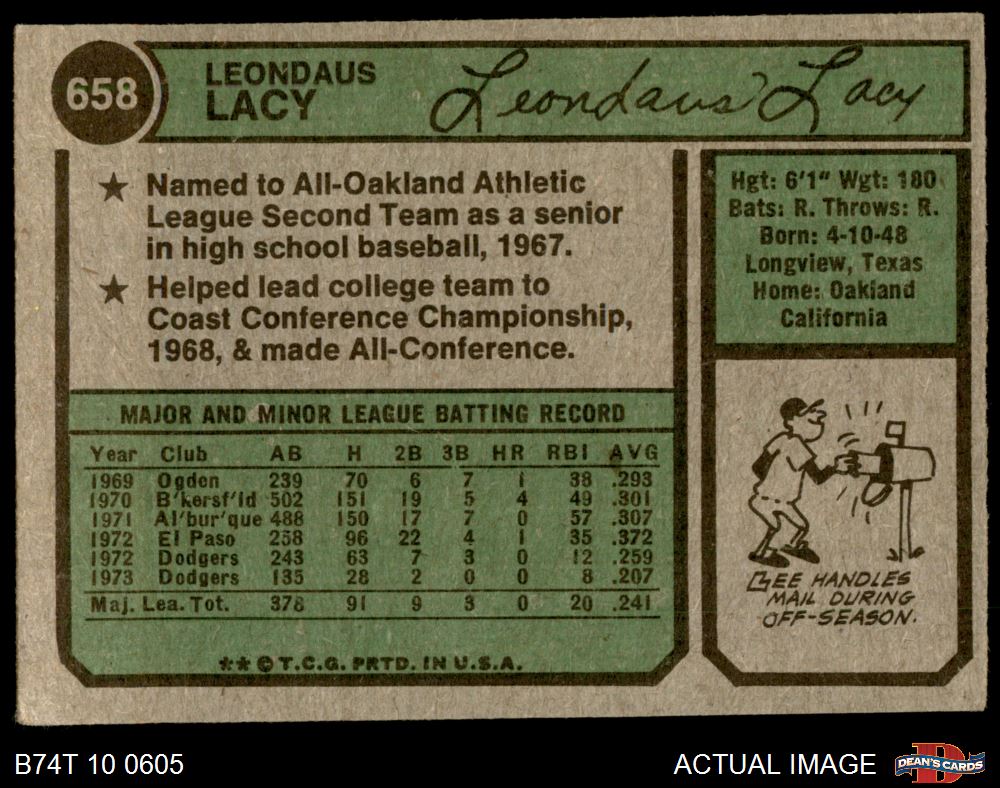 658
LEONDAUS
LACY
Leondaus Lacy
★ Named to All-Oakland Athletic
League Second Team as a senior
in high school baseball, 1967.
★ Helped lead college team to
Coast Conference Championship,
1968, & made All-Conference.
Hgt: 6'1" Wgt: 180
Bats: R. Throws: R.
Born: 4-10-48
Longview, Texas
Home: Oakland
California
MAJOR AND MINOR LEAGUE BATTING RECORD
Year Club AB H 2B 3B HR RBI AVG
1969 Ogden 239 70 6 7 1 38 .293
1970 B'kersf'ld 502 151 19 5 4 49 .301
1971 Al'bur'que 488 150 17 7 0 57 .307
1972 El Paso 258 96 22 4 1 35 .372
1972 Dodgers 243 63 7 3 0 12 .259
1973 Dodgers 135 28 2 0 0 8 .207
Maj. Lea. Tot. 378 91 9 3 0 20 .241
** © T.C.G. PRTD. IN U.S.A.
LEE HANDLES
MAIL DURING
OFF-SEASON.
B74T 10 0605
ACTUAL IMAGE
D
DEAN'S CARDS